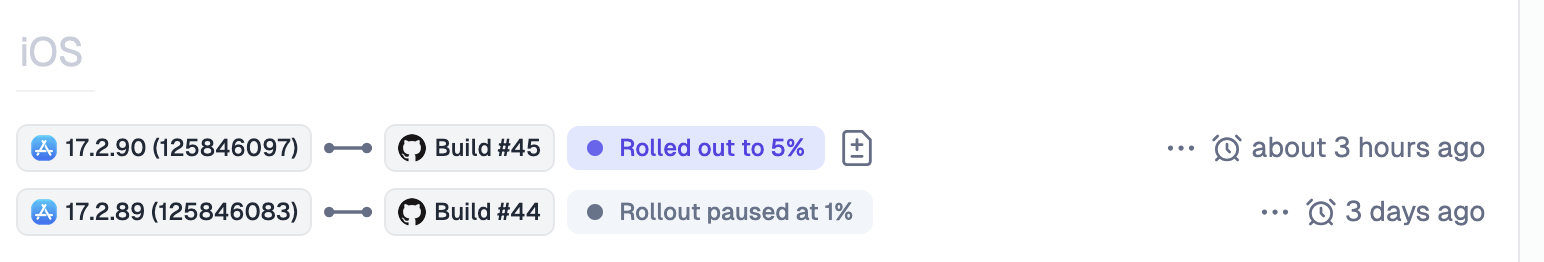 iOS
17.2.90 (125846097) Build #45 Rolled out to 5% ... about 3 hours ago
17.2.89 (125846083) Build #44 Rollout paused at 1% ... 3 days ago